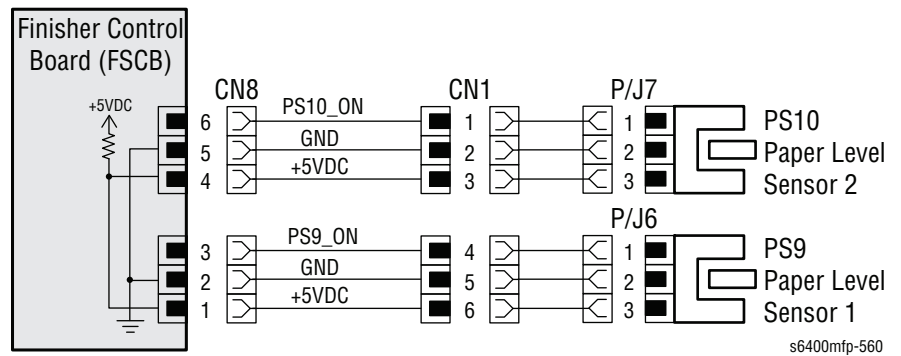 Finisher Control
Board (FSCB)
+5VDC
CN8
CN1
P/J7
6 PS10_ON 1 1 PS10
5 GND 2 2 Paper Level
4 +5VDC 3 3 Sensor 2
P/J6
3 PS9_ON 4 1 PS9
2 GND 5 2 Paper Level
1 +5VDC 6 3 Sensor 1
s6400mfp-560